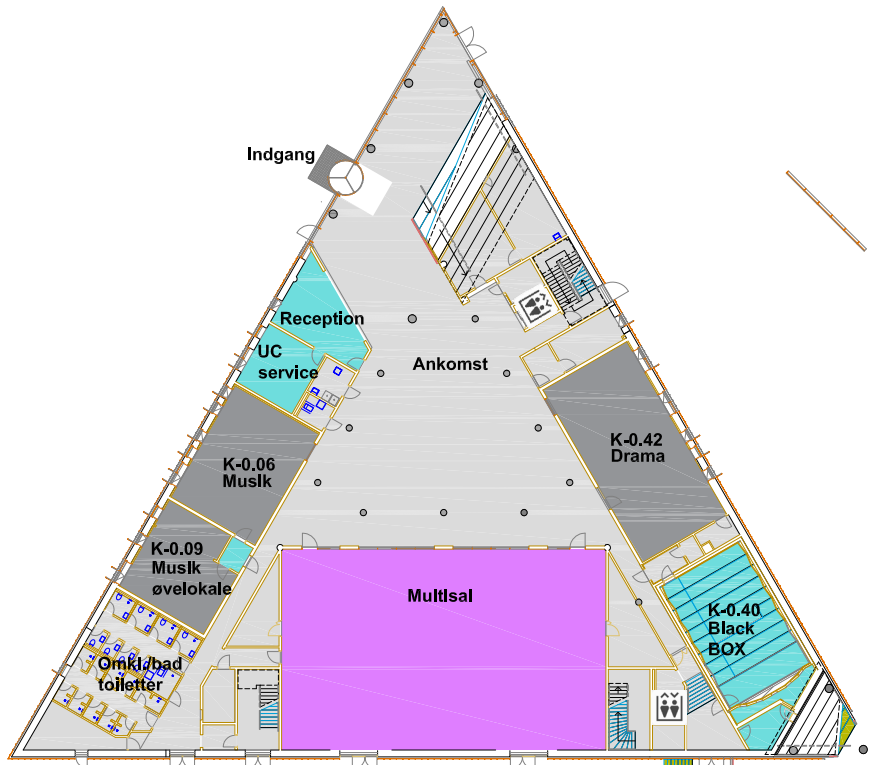 Indgang
Reception
UC
service
Ankomst
K-0.42
Drama
K-0.06
Musik
K-0.09
Musik
øvelokale
Multisal
K-0.40
Black
BOX
Omkl./bad
toiletter